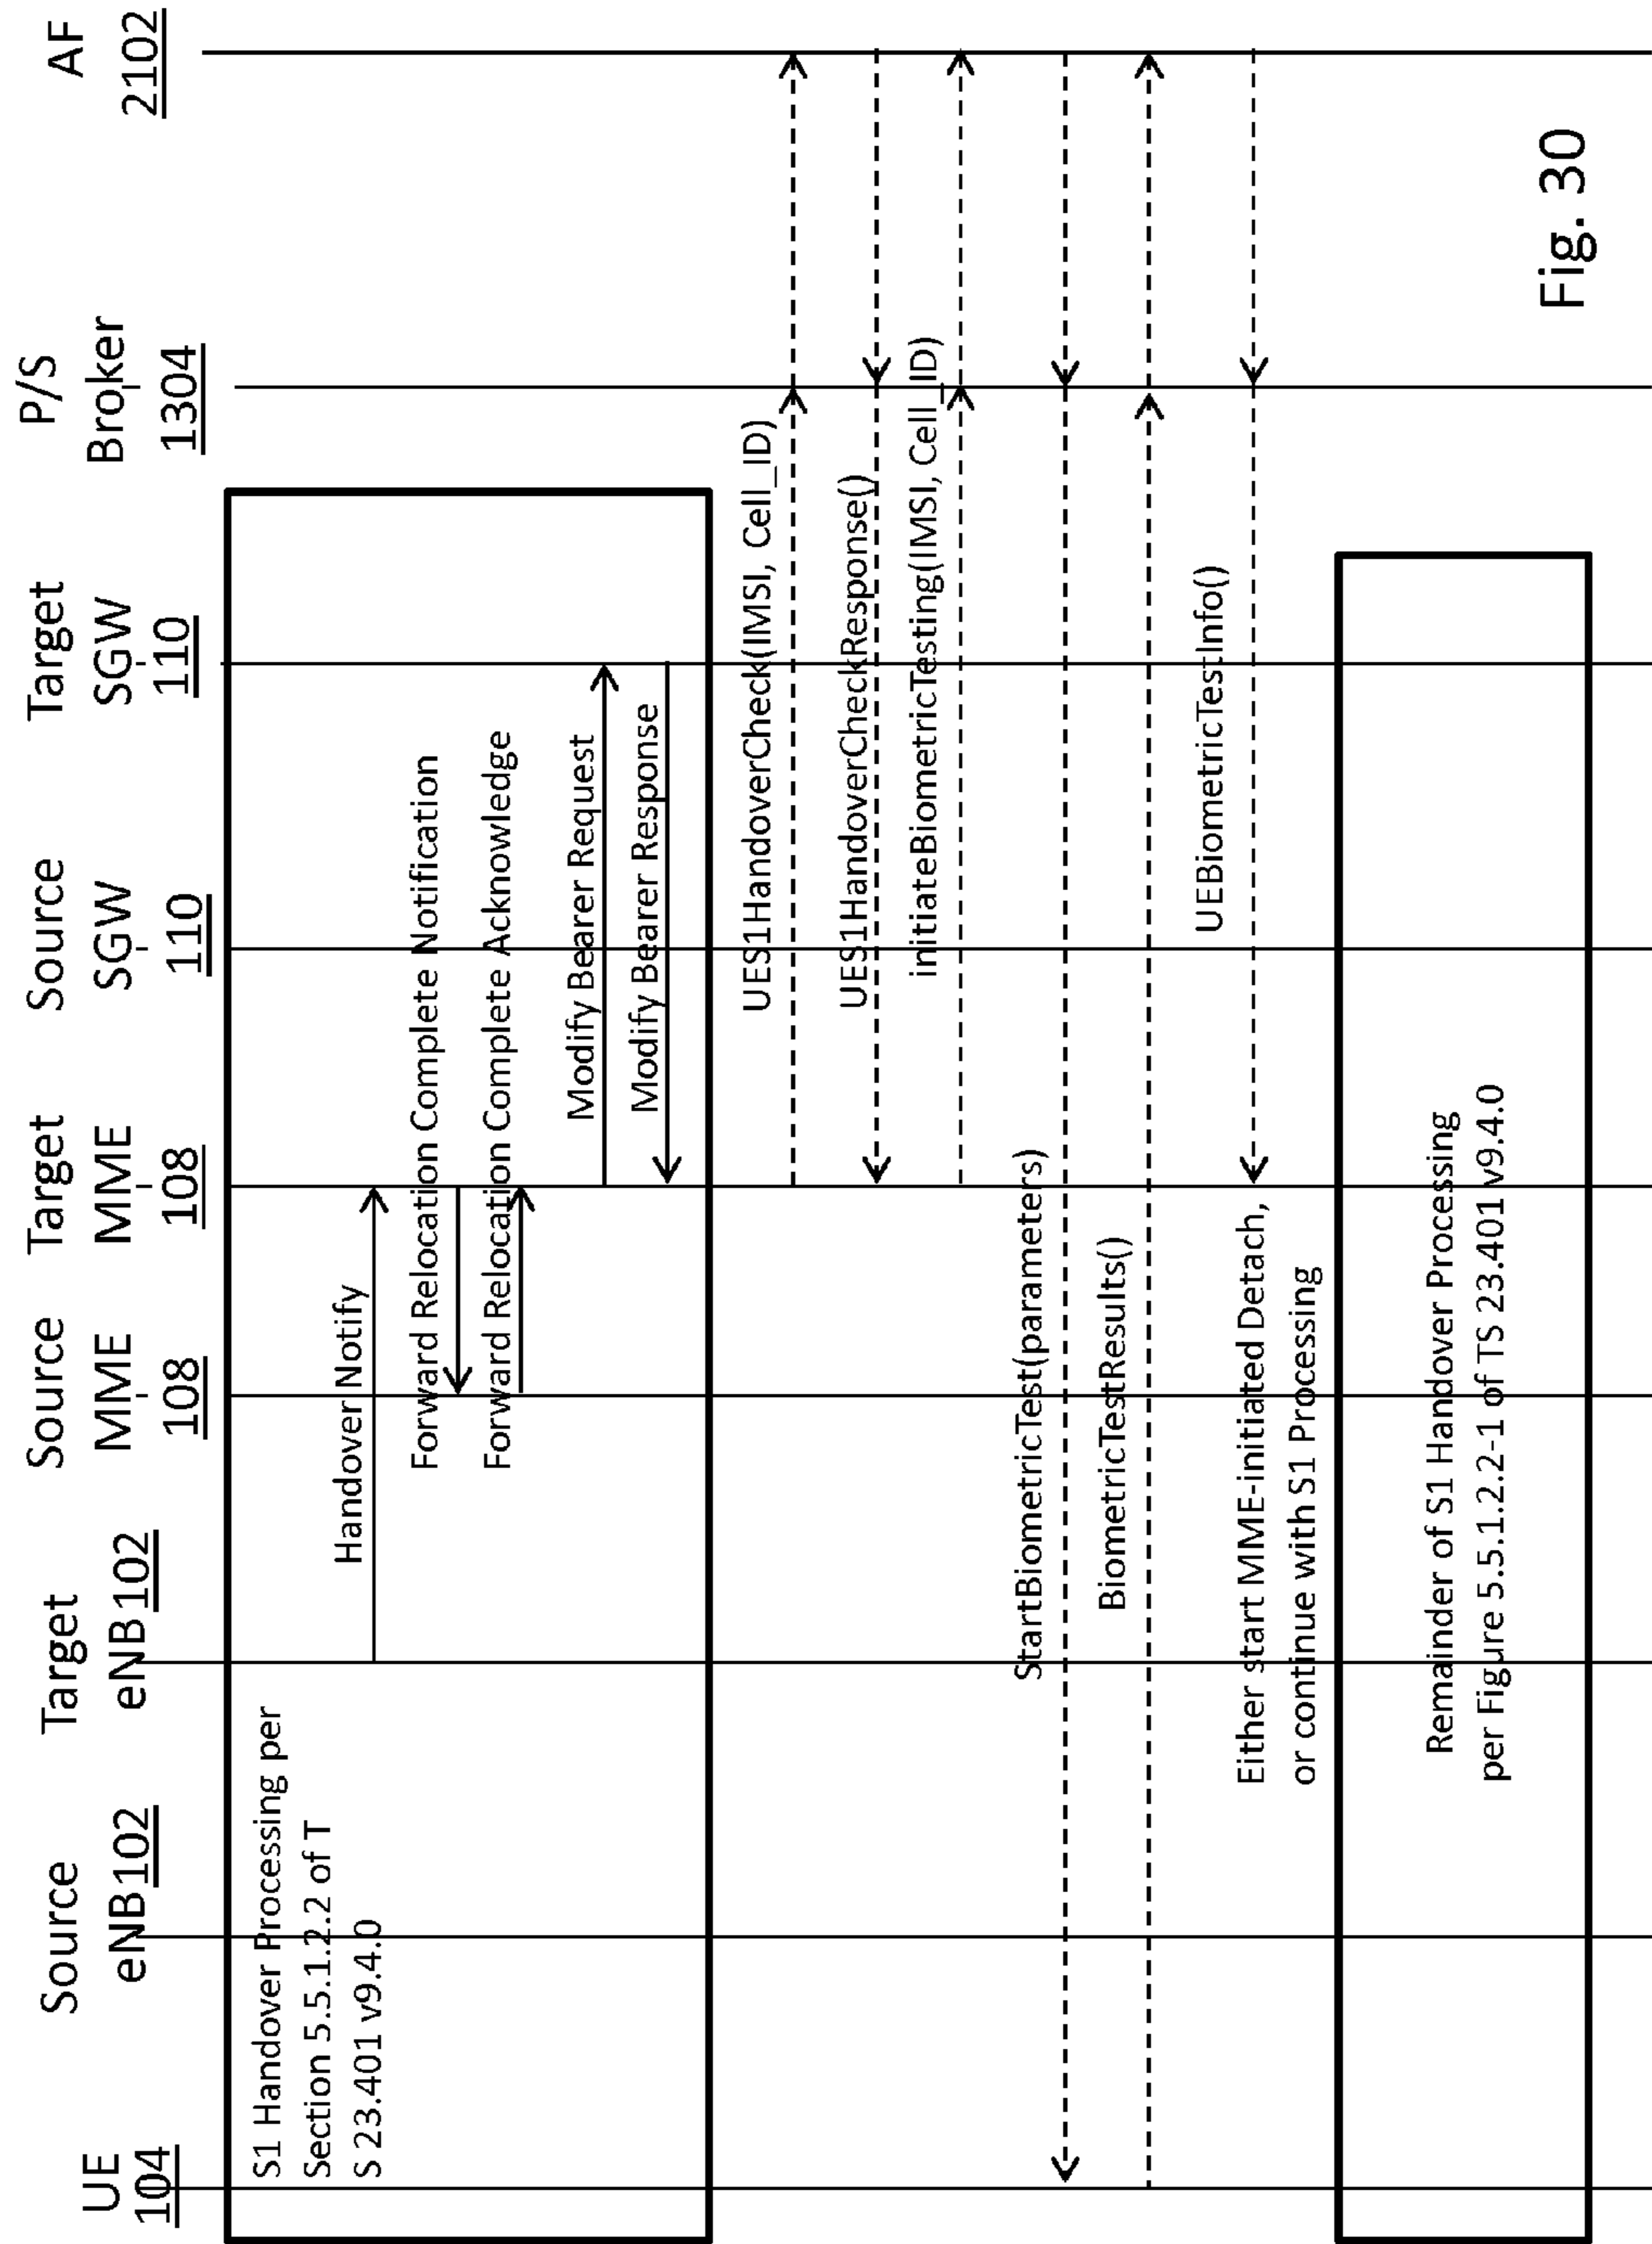 UE
104
Source
eNB102
Target
eNB102
Source
MME
108
Target
MME
108
Source
SGW
110
Target
SGW
110
P/S
Broker
1304
AF
2102
S1 Handover Processing per
Section 5.5.1.2.2 of T
S 23.401 v9.4.0
Handover Notify
Forward Relocation Complete Notification
Forward Relocation Complete Acknowledge
Modify Bearer Request
Modify Bearer Response
UES1HandoverCheck(IMSI, Cell_ID)
UES1HandoverCheckResponse()
initiateBiometricTesting(IMSI, Cell_ID)
StartBiometricTest(parameters)
BiometricTestResults()
UEBiometricTestInfo()
Either start MME-initiated Detach,
or continue with S1 Processing
Remainder of S1 Handover Processing
per Figure 5.5.1.2.2-1 of TS 23.401 v9.4.0
Fig. 30